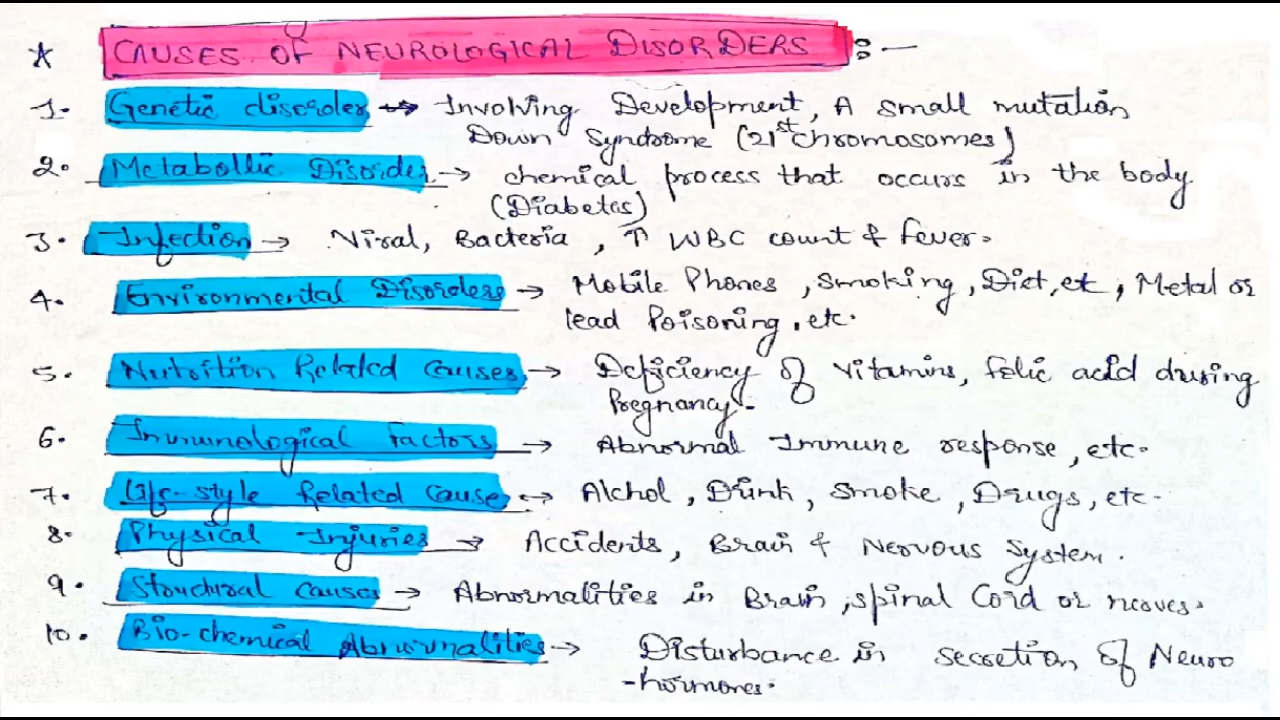 ☆ CAUSES OF NEUROLOGICAL DISORDERS :-
1. Genetic disorder → Involving Development, A small mutation
Down Syndrome (21st chromosomes)
2. Metabollic Disorder → chemical process that occurs in the body
(Diabetes)
3. Infection → Viral, Bacteria, ↑ WBC count & fever.
4. Environmental Disorders → Mobile Phones, Smoking, Diet, et, Metal or
lead Poisoning, etc.
5. Nutrition Related Causes → Deficiency of vitamins, folic acid drusing
Pregnancy.
6. Immunological Factors → Abnormal Immune response, etc.
7. Life-style Related Cause → Alchol, Drink, Smoke, Drugs, etc.
8. Physical Injuries → Accidents, Brain & Nervous System.
9. Structural causes → Abnormalities in Brain, spinal Cord or nerves.
10. Bio-chemical Abnormalities → Disturbance in secretion of Neuro
-hormones.